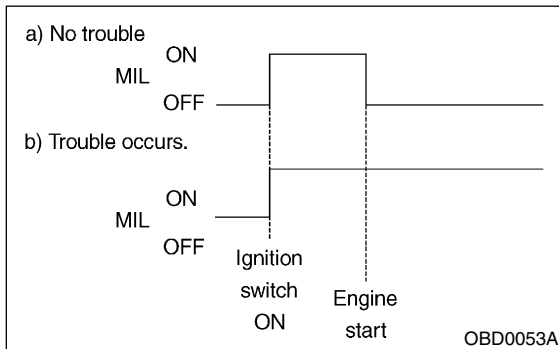 a) No trouble
ON
MIL
OFF
b) Trouble occurs.
ON
MIL
OFF
Ignition
switch
ON
Engine
start
OBD0053A